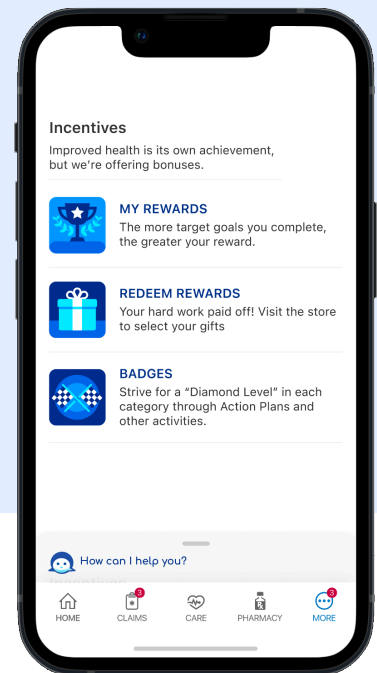 Incentives
Improved health is its own achievement,
but we're offering bonuses.
MY REWARDS
The more target goals you complete,
the greater your reward.
REDEEM REWARDS
Your hard work paid off! Visit the store
to select your gifts
BADGES
Strive for a “Diamond Level” in each
category through Action Plans and
other activities.
How can I help you?
Incentives
3
3
HOME
CLAIMS
CARE
PHARMACY
MORE